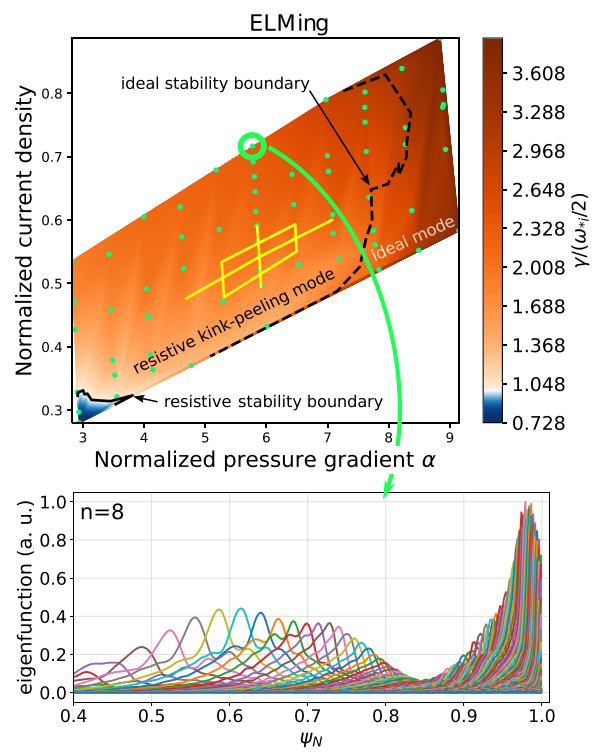 ELMing
ideal stability boundary
ideal mode
resistive kink-peeling mode
resistive stability boundary
Normalized current density
0.8
0.7
0.6
0.5
0.4
0.3
3 4 5 6 7 8 9
Normalized pressure gradient α
3.608
3.288
2.968
2.648
2.328
2.008
1.688
1.368
1.048
0.728
γ/(ω*i/2)
n=8
eigenfunction (a. u.)
1.0
0.8
0.6
0.4
0.2
0.0
0.4 0.5 0.6 0.7 0.8 0.9 1.0
ψN